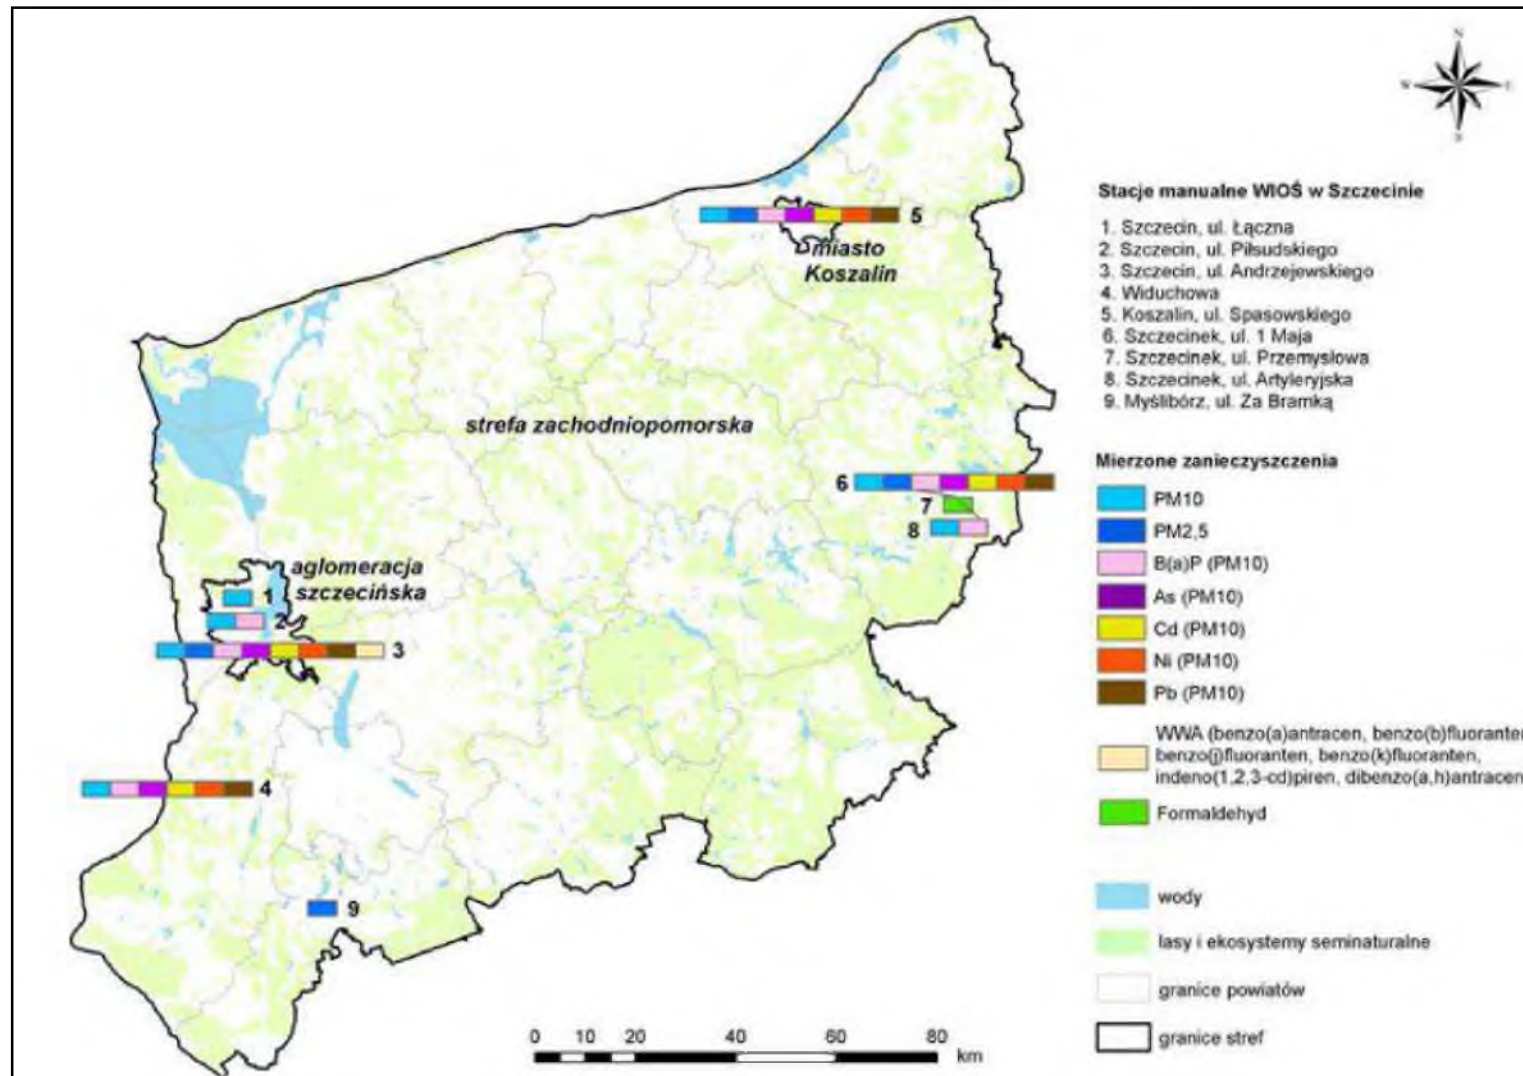 N
W
E
S
Stacje manualne WIOŚ w Szczecinie
1. Szczecin, ul. Łączna
2. Szczecin, ul. Piłsudskiego
3. Szczecin, ul. Andrzejewskiego
4. Widuchowa
5. Koszalin, ul. Spasowskiego
6. Szczecinek, ul. 1 Maja
7. Szczecinek, ul. Przemysłowa
8. Szczecinek, ul. Artyleryjska
9. Myślibórz, ul. Za Bramką
5
miasto
Koszalin
strefa zachodniopomorska
6
7
8
aglomeracja
szczecińska
1
2
3
4
9
Mierzone zanieczyszczenia
PM10
PM2,5
B(a)P (PM10)
As (PM10)
Cd (PM10)
Ni (PM10)
Pb (PM10)
WWA (benzo(a)antracen, benzo(b)fluoranten
benzo(j)fluoranten, benzo(k)fluoranten,
indeno(1,2,3-cd)piren, dibenzo(a,h)antracen
Formaldehyd
wody
lasy i ekosystemy seminaturalne
granice powiatów
granice stref
0 10 20 40 60 80
km